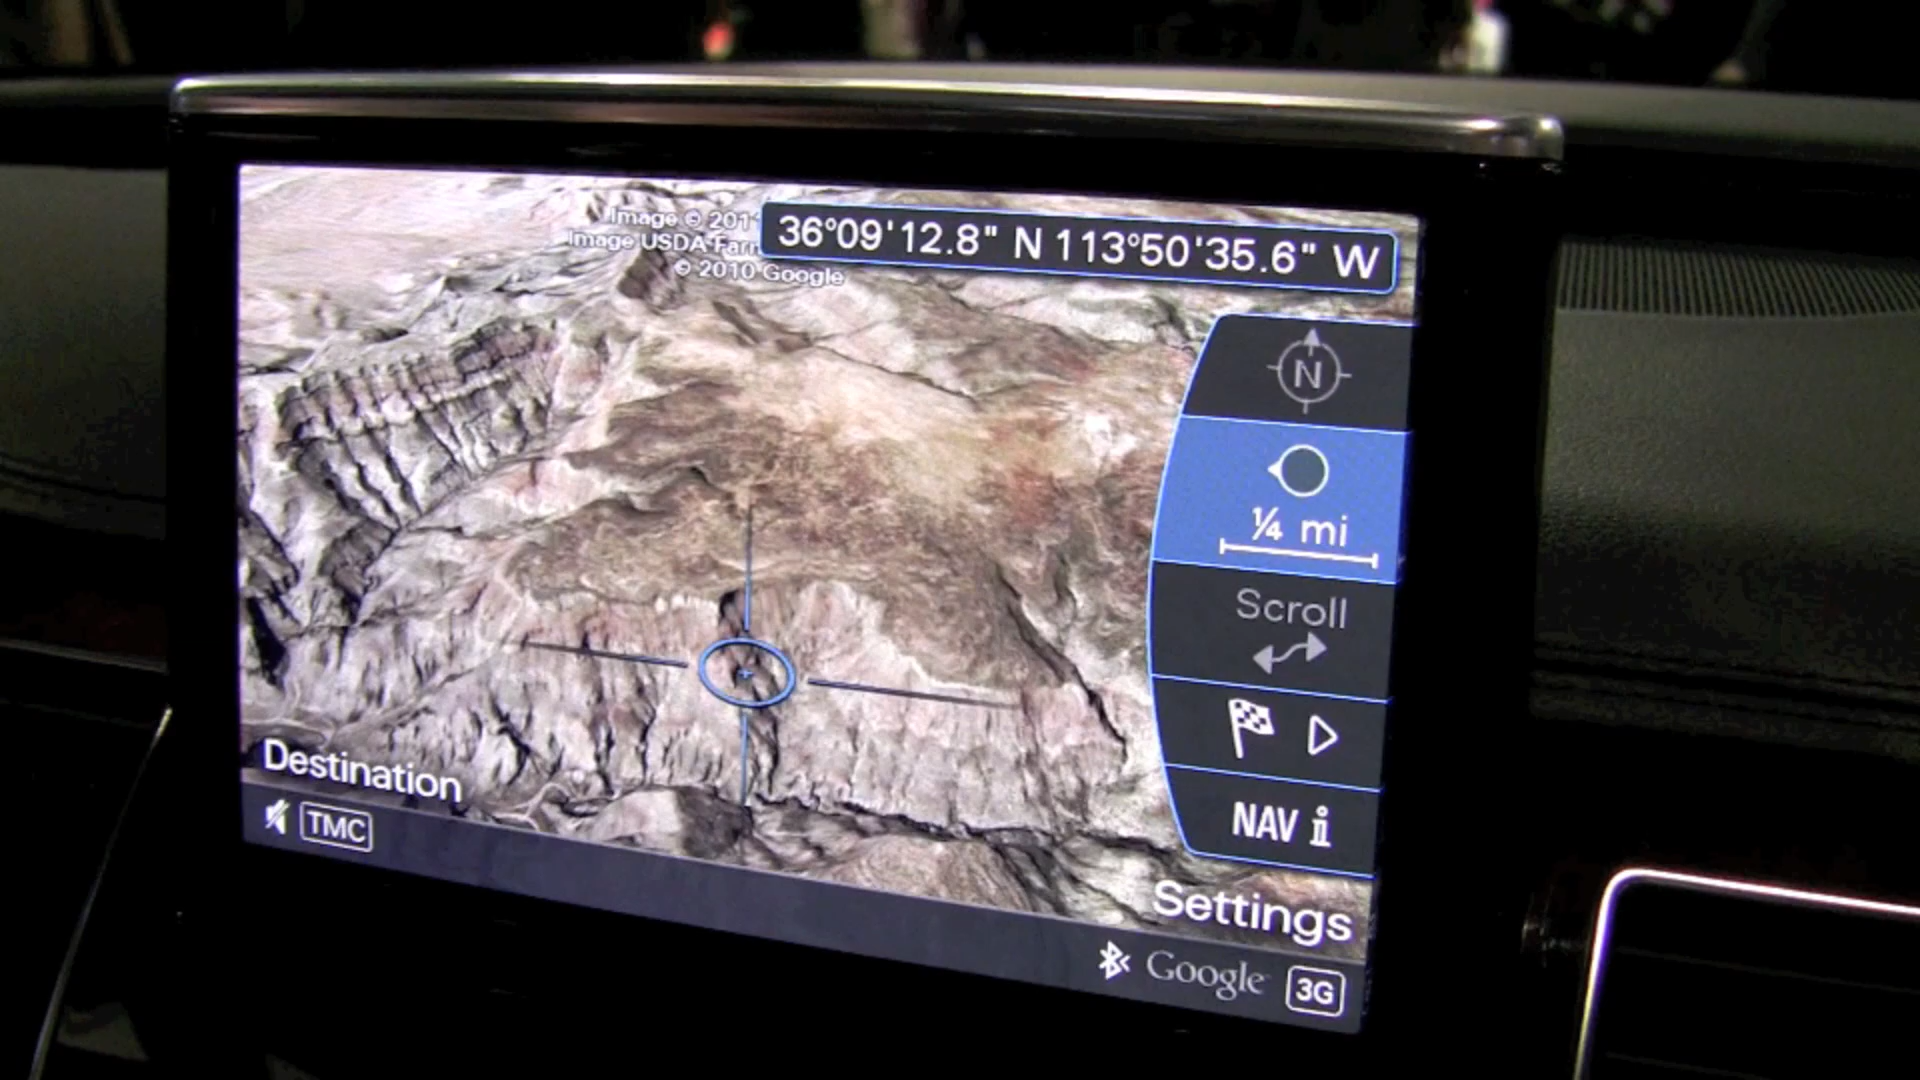 Image © 201
Image USDA Farm
© 2010 Google
36°09'12.8" N 113°50'35.6" W
N
¼ mi
Scroll
NAV i
Destination
TMC
Settings
Google
3G